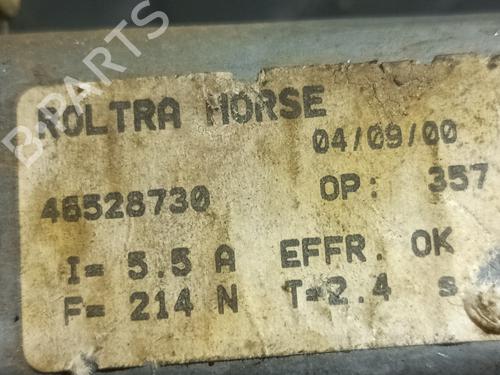 ROLTRA MORSE
04/09/00
46528730 OP: 357
I= 5.5 A EFFR. OK
F= 214 N T=2.4 s
B-PARTS